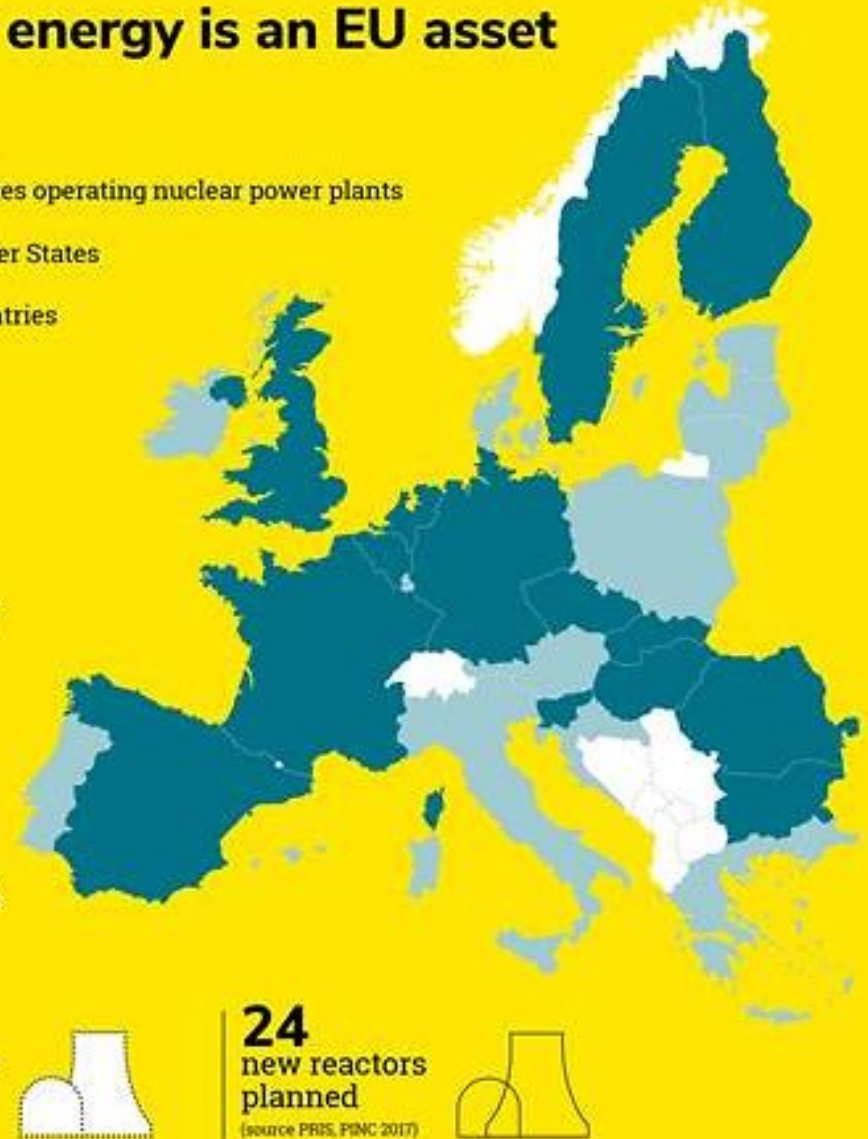 energy is an EU asset
es operating nuclear power plants
er States
tries
24
new reactors
planned
(source PRIS, PINC 2017)